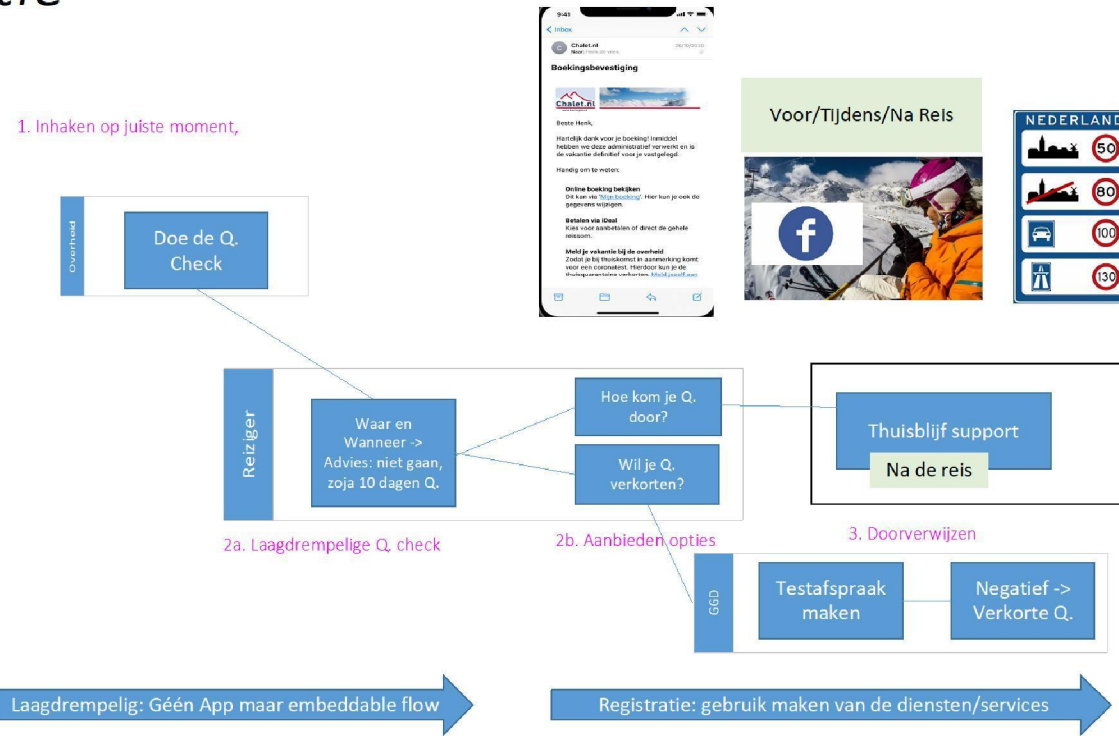 1. Inhaken op juiste moment,
Overheid
Doe de Q.
Check
9:41
Inbox
C
Chalet.nl
Boekingsbevestiging
Chalet.nl
Beste Henk,
Hartelijk dank voor je boeking! Inmiddel
hebben we deze administratief verwerkt en is
de vakantie definitief voor je vastgelegd.
Handig om te weten:
Online boeking bekijken
Dit kan via 'Mijn Boeking'. Hier kun je ook de
gegevens wijzigen.
Betalen via iDeal
Kies voor aanbetalen of direct de gehele
reissom.
Meld je vakantie bij de overheid
Zodat je bij thuiskomst in aanmerking komt
voor een coronatest. Hierdoor kun je de
thuisquarantaine verkorten.
Voor/Tijdens/Na Reis
f
NEDERLAND
50
80
100
130
Reiziger
Waar en
Wanneer ->
Advies: niet gaan,
zoja 10 dagen Q.
Hoe kom je Q.
door?
Wil je Q.
verkorten?
Thuisblijf support
Na de reis
2a. Laagdrempelige Q. check
2b. Aanbieden opties
3. Doorverwijzen
GGD
Testafspraak
maken
Negatief ->
Verkorte Q.
Laagdrempelig: Géén App maar embeddable flow
Registratie: gebruik maken van de diensten/services